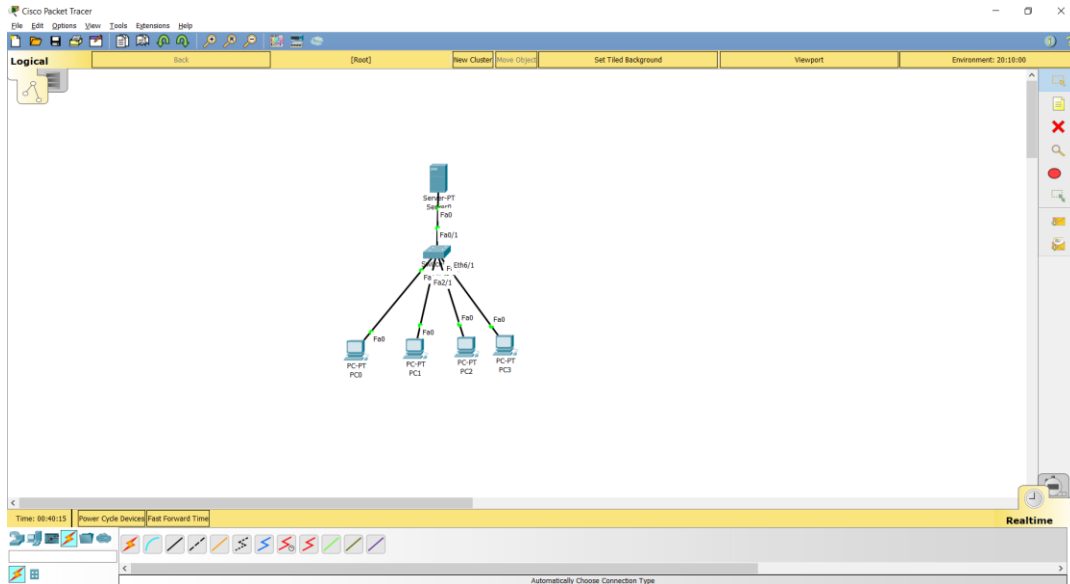 Cisco Packet Tracer
File Edit Options View Tools Extensions Help
Logical Back [Root] New Cluster Move Object Set Tiled Background Viewport Environment: 20:10:00
Server-PT
Fa0
Fa0/1
Eth6/1
Fa2/1
Fa0
Fa0
Fa0
Fa0
PC-PT
PC0
PC-PT
PC1
PC-PT
PC2
PC-PT
PC3
Time: 00:40:15 Power Cycle Devices Fast Forward Time Realtime
Automatically Choose Connection Type